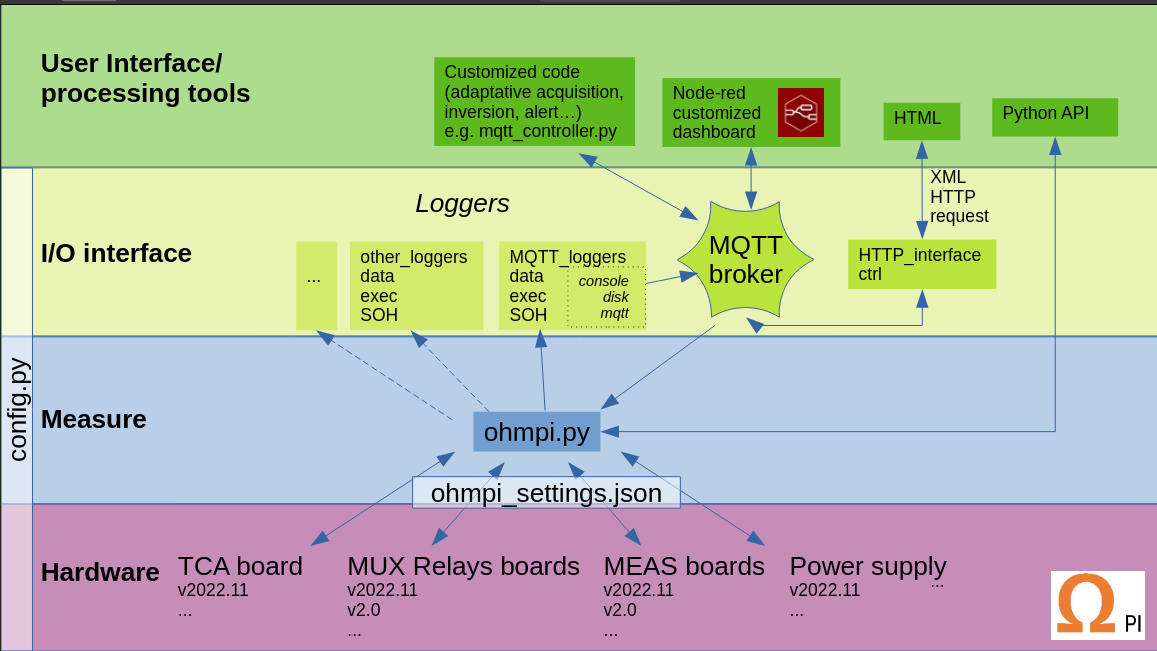 User Interface/
processing tools
Customized code
(adaptative acquisition,
inversion, alert...)
e.g. mqtt_controller.py
Node-red
customized
dashboard
HTML
Python API
XML
HTTP
request
Loggers
I/O interface
...
other_loggers
data
exec
SOH
MQTT_loggers
data
exec
SOH
console
disk
mqtt
MQTT
broker
HTTP_interface
ctrl
config.py
Measure
ohmpi.py
ohmpi_settings.json
Hardware
TCA board
v2022.11
...
MUX Relays boards
v2022.11
v2.0
...
MEAS boards
v2022.11
v2.0
...
Power supply
v2022.11
...
...
Ω PI